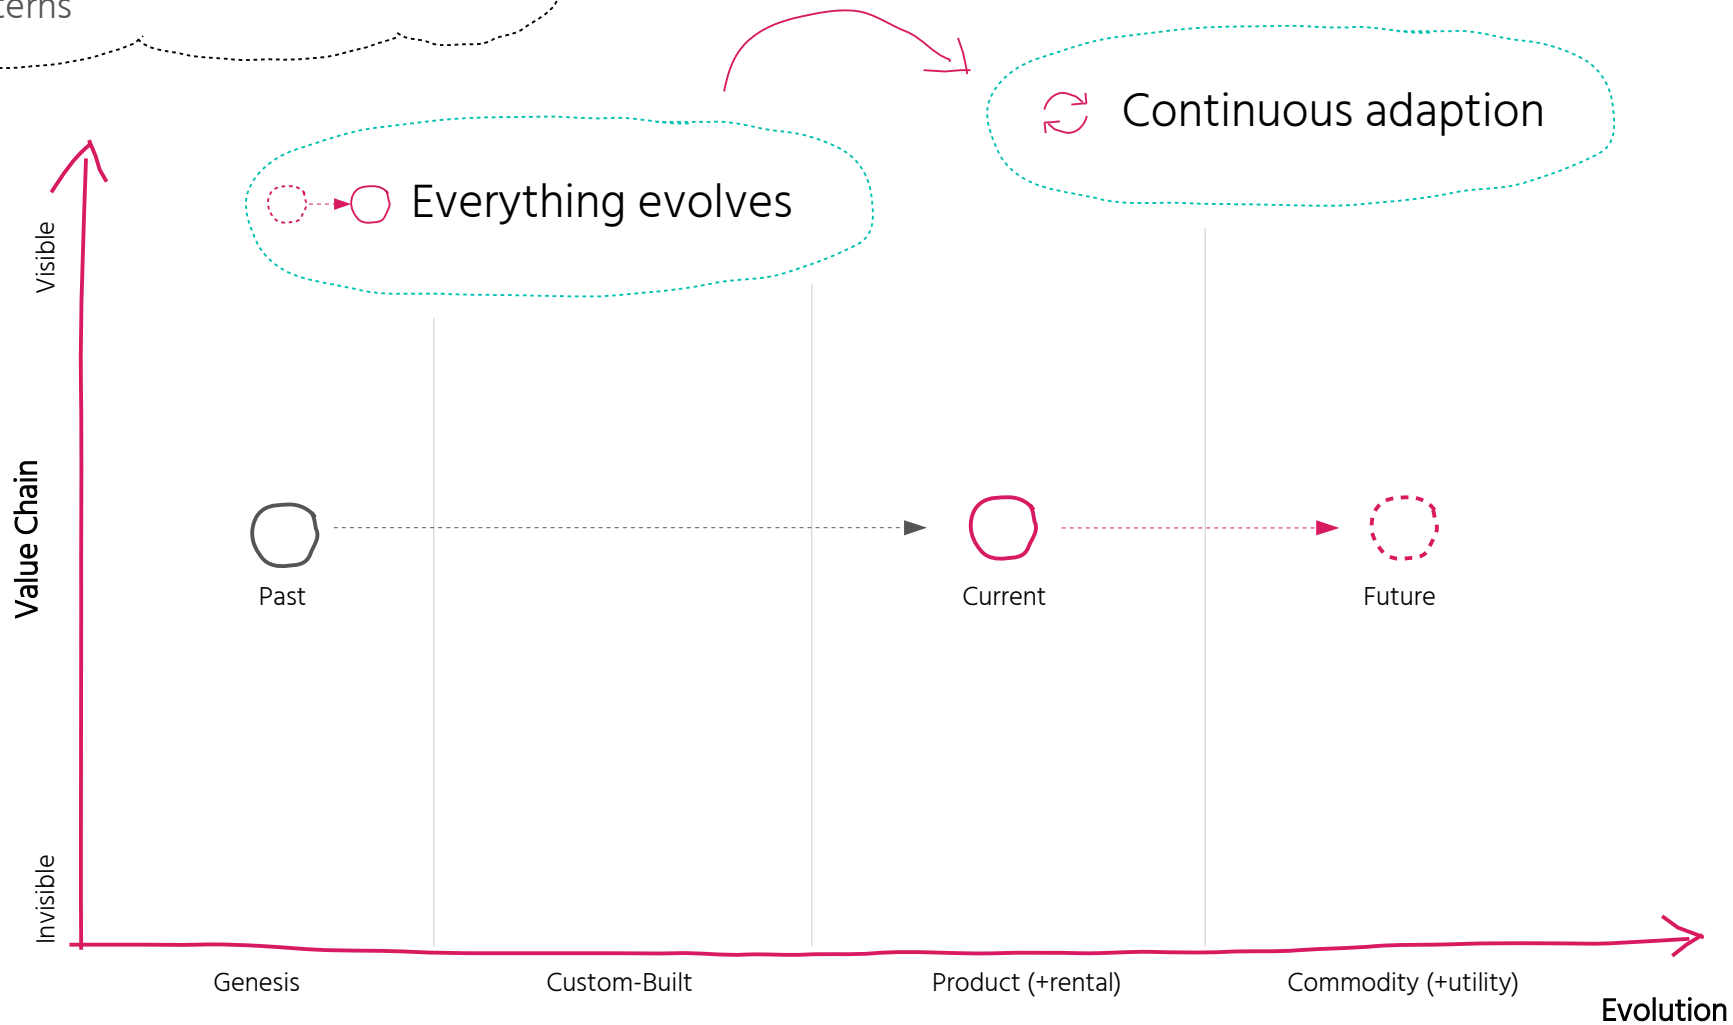 Continuous adaption
Everything evolves
Visible
Value Chain
Invisible
Past
Current
Future
Genesis
Custom-Built
Product (+rental)
Commodity (+utility)
Evolution